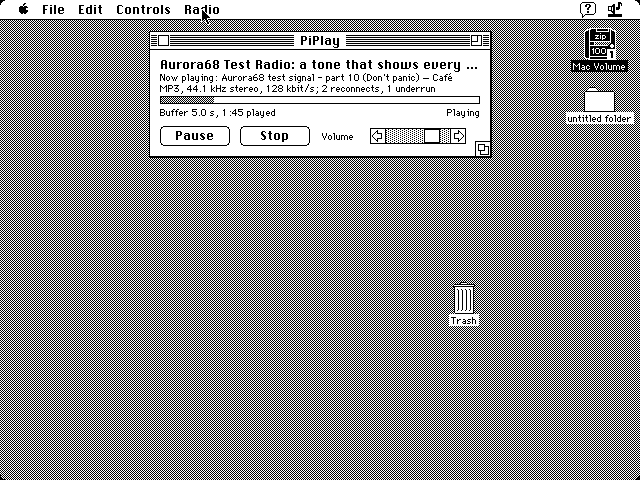 File Edit Controls Radio
PiPlay
Aurora68 Test Radio: a tone that shows every ...
Now playing: Aurora68 test signal – part 10 (Don't panic) — Café
MP3, 44.1 kHz stereo, 128 kbit/s; 2 reconnects, 1 underrun
Buffer 5.0 s, 1:45 played Playing
Pause Stop Volume
zip
100
Mac Volume
untitled folder
Trash